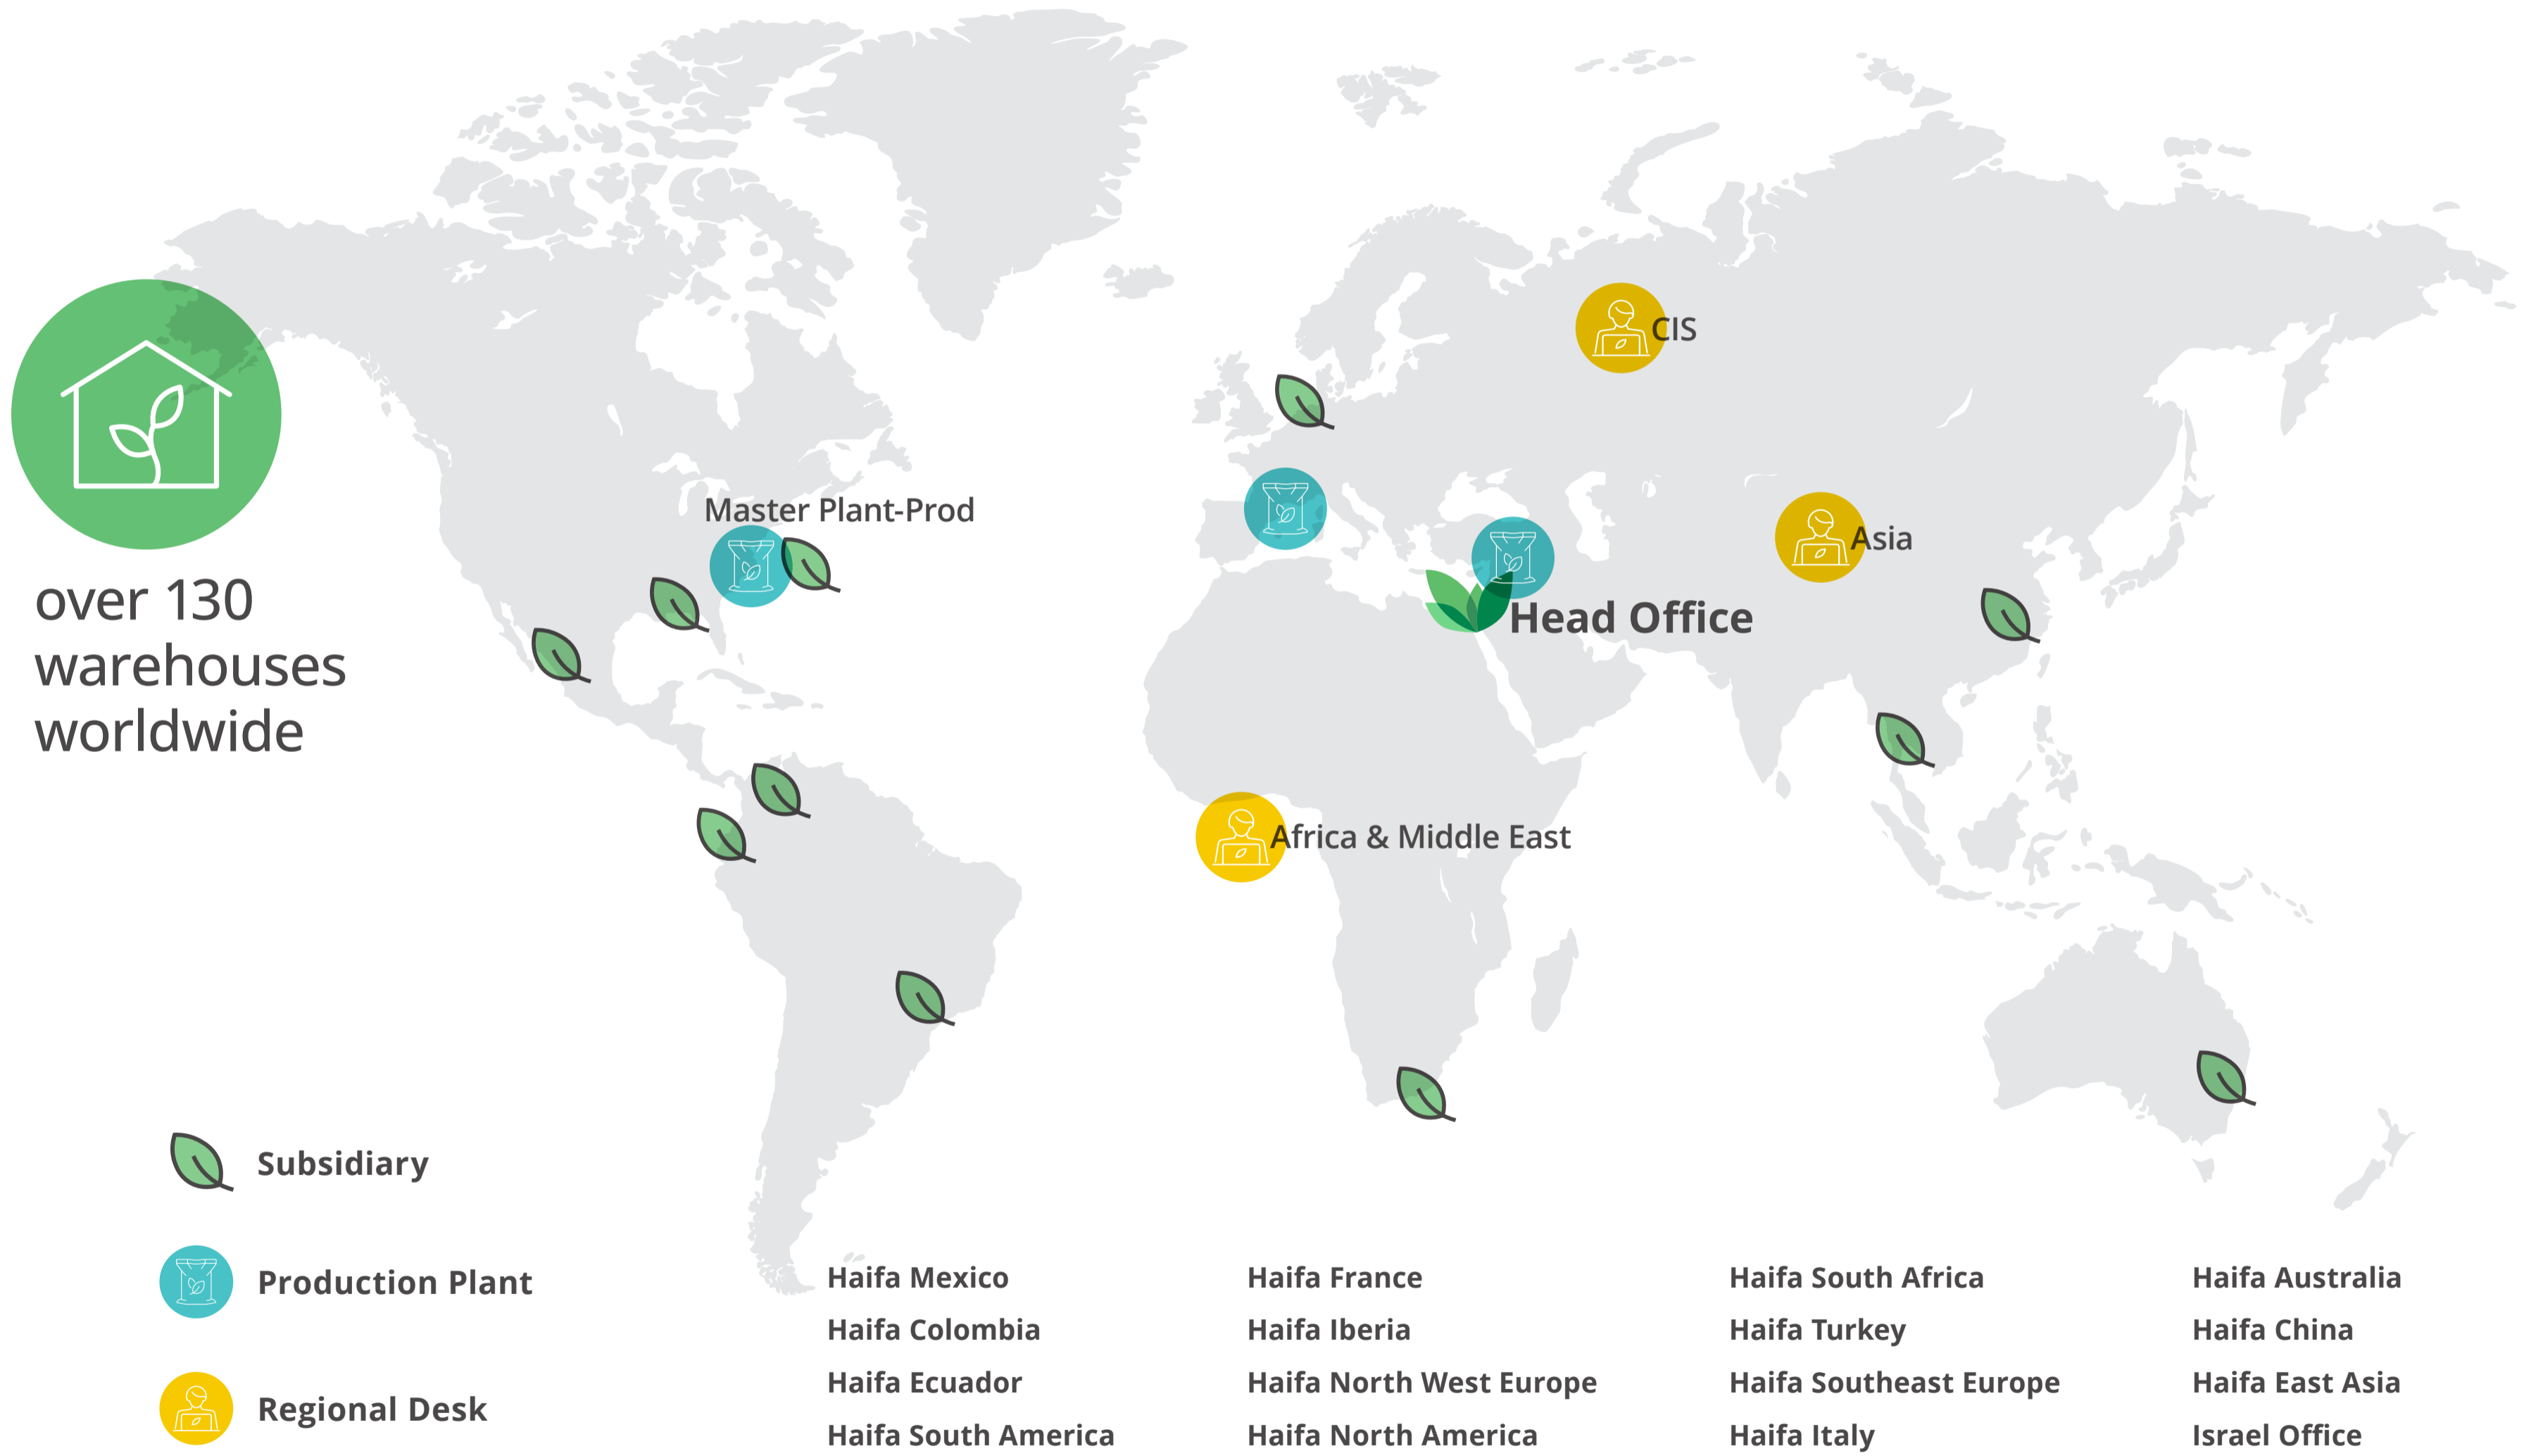 CIS
Master Plant-Prod
Asia
over 130
warehouses
worldwide
Head Office
Africa & Middle East
Subsidiary
Production Plant
Regional Desk
Haifa Mexico
Haifa Colombia
Haifa Ecuador
Haifa South America
Haifa France
Haifa Iberia
Haifa North West Europe
Haifa North America
Haifa South Africa
Haifa Turkey
Haifa Southeast Europe
Haifa Italy
Haifa Australia
Haifa China
Haifa East Asia
Israel Office